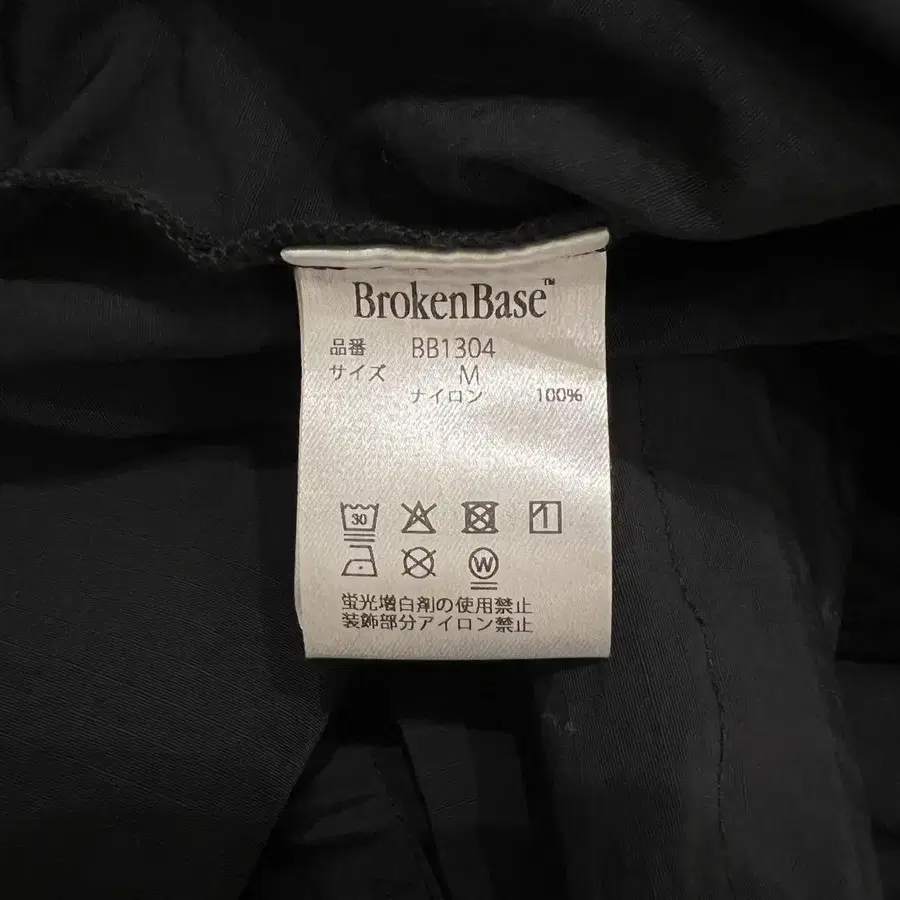 BrokenBase™
品番 BB1304
サイズ M
ナイロン 100%
30
W
蛍光増白剤の使用禁止
装飾部分アイロン禁止